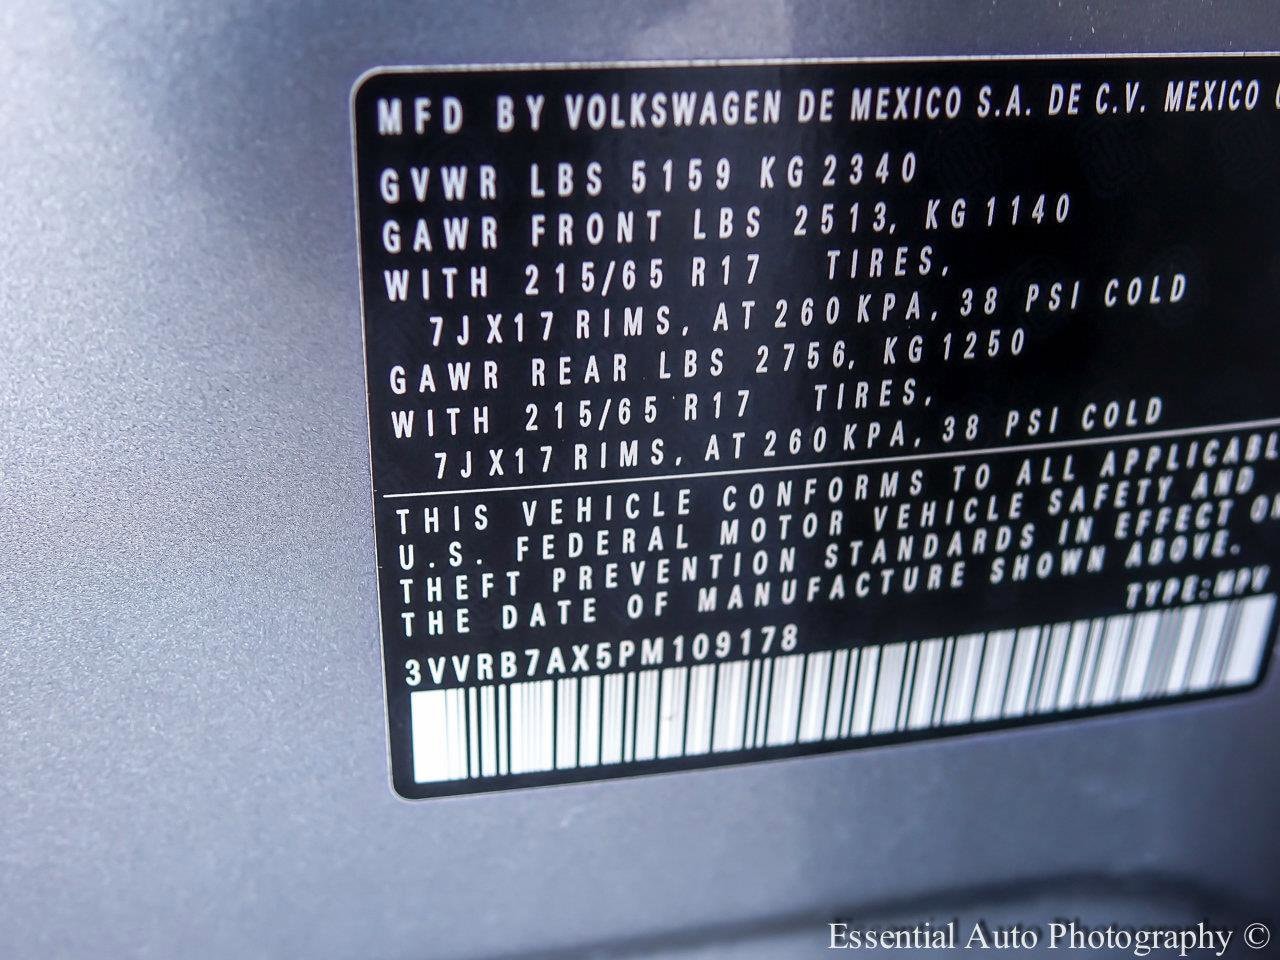 MFD BY VOLKSWAGEN DE MEXICO S.A. DE C.V. MEXICO
GVWR LBS 5159 KG 2340
GAWR FRONT LBS 2513, KG 1140
WITH 215/65 R17 TIRES,
7JX17 RIMS, AT 260 KPA, 38 PSI COLD
GAWR REAR LBS 2756, KG 1250
WITH 215/65 R17 TIRES,
7JX17 RIMS, AT 260 KPA, 38 PSI COLD
THIS VEHICLE CONFORMS TO ALL APPLICABL
U.S. FEDERAL MOTOR VEHICLE SAFETY AND
THEFT PREVENTION STANDARDS IN EFFECT ON
THE DATE OF MANUFACTURE SHOWN ABOVE.
TYPE:MPV
3VVRB7AX5PM109178
Essential Auto Photography ©